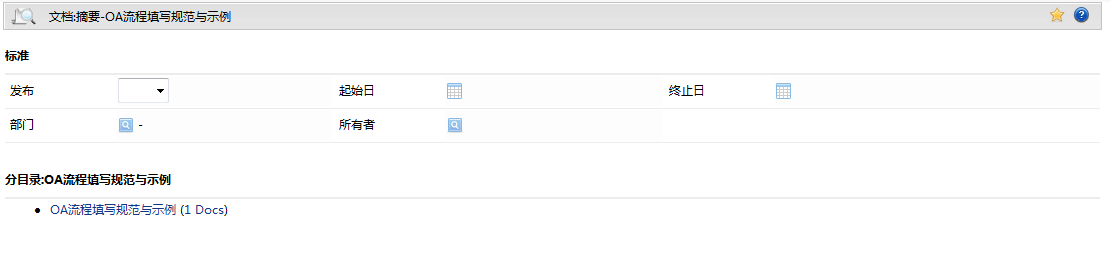 文档:摘要-OA流程填写规范与示例
标准
发布 起始日 终止日
部门 - 所有者
分目录:OA流程填写规范与示例
OA流程填写规范与示例 (1 Docs)